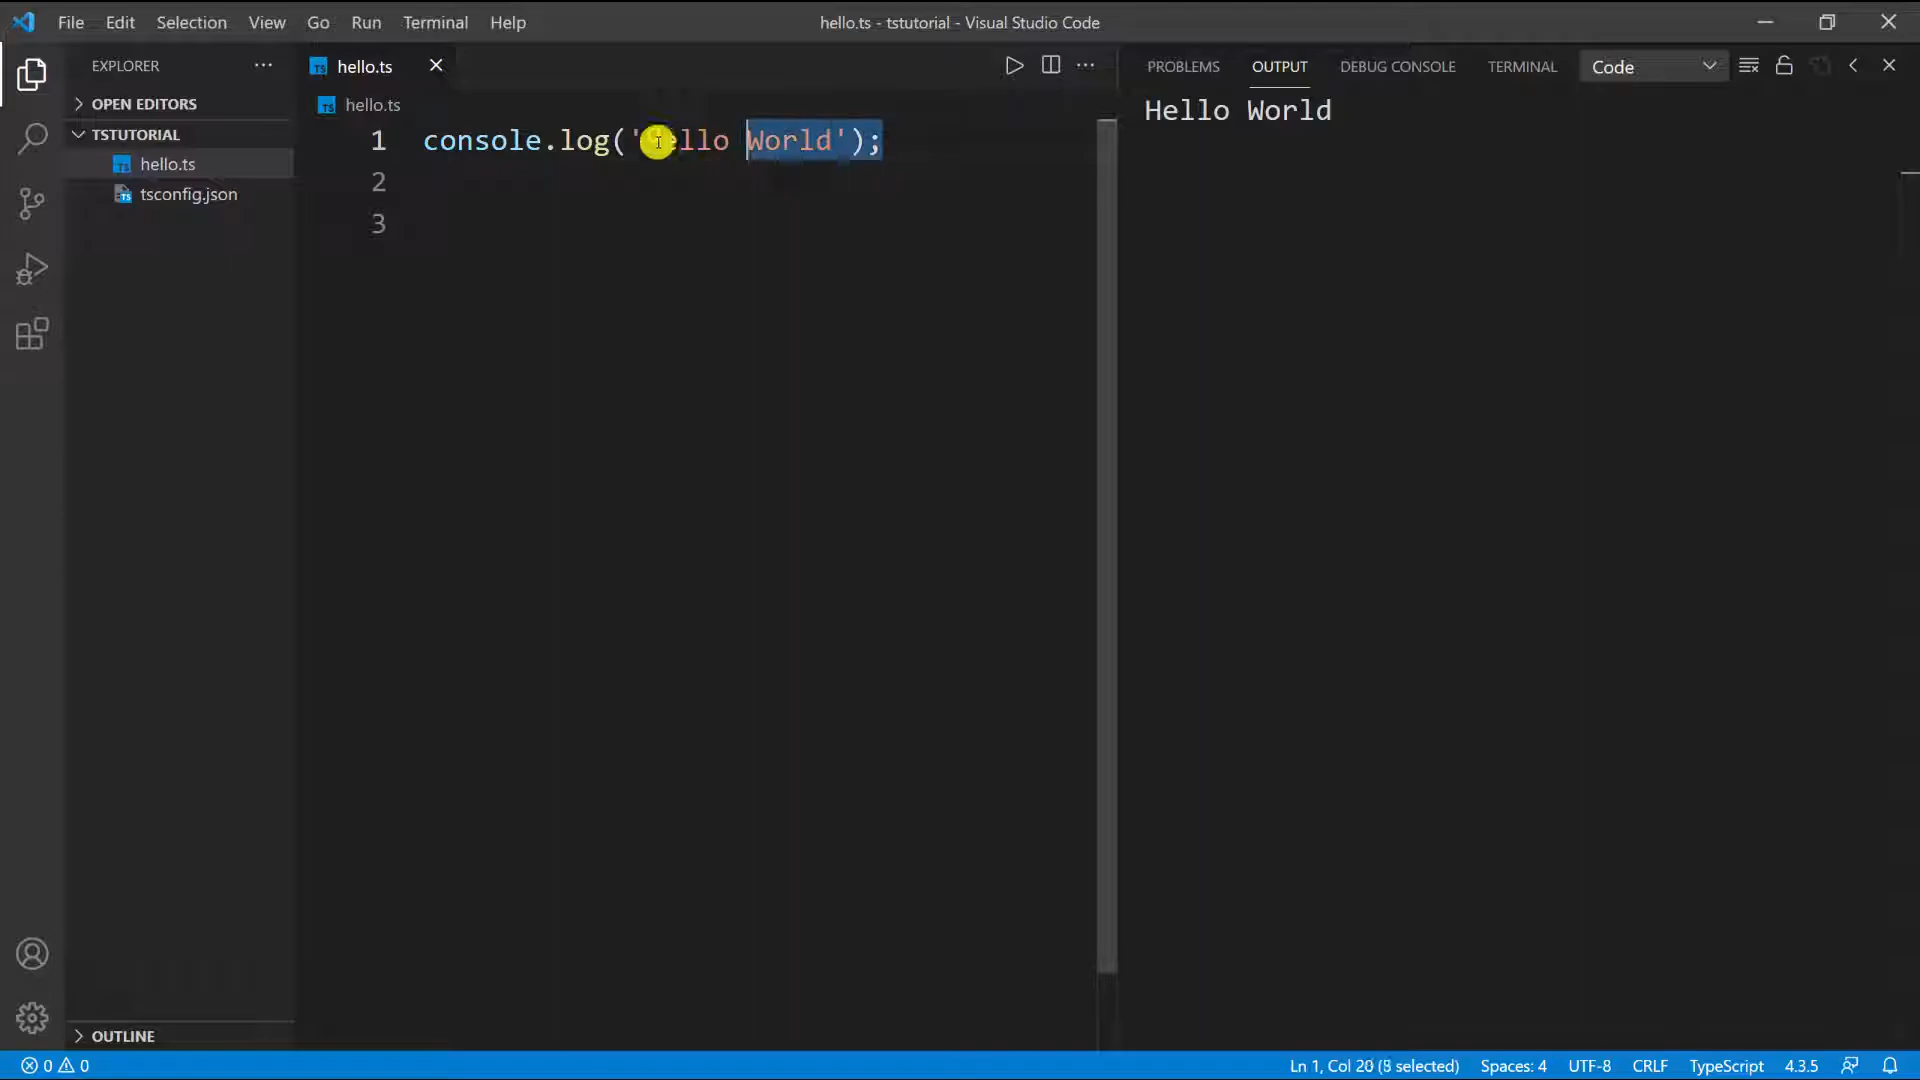 File Edit Selection View Go Run Terminal Help
hello.ts - tstutorial - Visual Studio Code
EXPLORER
OPEN EDITORS
TSTUTORIAL
hello.ts
tsconfig.json
OUTLINE
hello.ts
hello.ts
1 console.log('Hello World');
2
3
PROBLEMS OUTPUT DEBUG CONSOLE TERMINAL Code
Hello World
0 0 Ln 1, Col 20 (8 selected) Spaces: 4 UTF-8 CRLF TypeScript 4.3.5